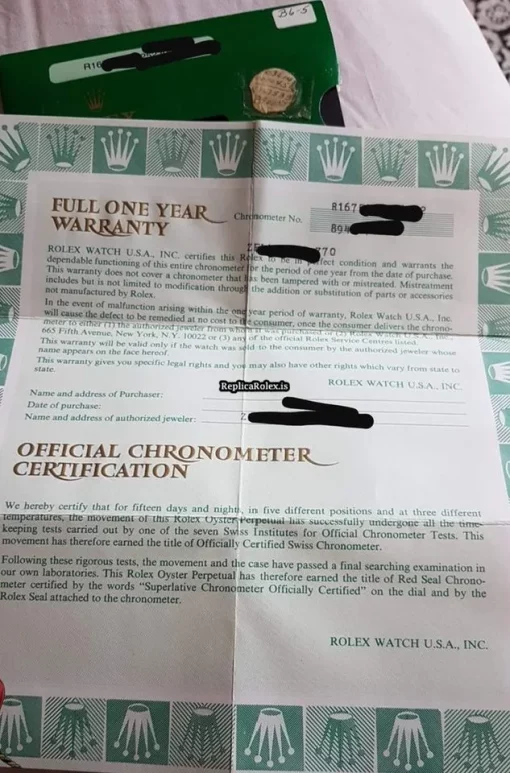 B6-5
R16
FULL ONE YEAR
WARRANTY
Chronometer No.
R167
89
70
ROLEX WATCH U.S.A., INC. certifies this Rolex to be in perfect condition and warrants the
dependable functioning of this entire chronometer for the period of one year from the date of purchase.
This warranty does not cover a chronometer that has been tampered with or mistreated. Mistreatment
includes but is not limited to modification through the addition or substitution of parts or accessories
not manufactured by Rolex.
In the event of malfunction arising within the one year period of warranty, Rolex Watch U.S.A., Inc.
will cause the defect to be remedied at no cost to the consumer, once the consumer delivers the chrono-
meter to either (1) the authorized jeweler from whom it was purchased or (2) Rolex Watch U.S.A., Inc.,
665 Fifth Avenue, New York, N.Y. 10022 or (3) any of the official Rolex Service Centres listed.
This warranty will be valid only if the watch was sold to the consumer by the authorized jeweler whose
name appears on the face hereof.
This warranty gives you specific legal rights and you may also have other rights which vary from state to
state.
ReplicaRolex.is
ROLEX WATCH U.S.A., INC.
Name and address of Purchaser:
Date of purchase:
Name and address of authorized jeweler:
OFFICIAL CHRONOMETER
CERTIFICATION
We hereby certify that for fifteen days and nights, in five different positions and at three different
temperatures, the movement of this Rolex Oyster Perpetual has successfully undergone all the time-
keeping tests carried out by one of the seven Swiss Institutes for Official Chronometer Tests. This
movement has therefore earned the title of Officially Certified Swiss Chronometer.
Following these rigorous tests, the movement and the case have passed a final searching examination in
our own laboratories. This Rolex Oyster Perpetual has therefore earned the title of Red Seal Chrono-
meter certified by the words “Superlative Chronometer Officially Certified” on the dial and by the
Rolex Seal attached to the chronometer.
ROLEX WATCH U.S.A., INC.